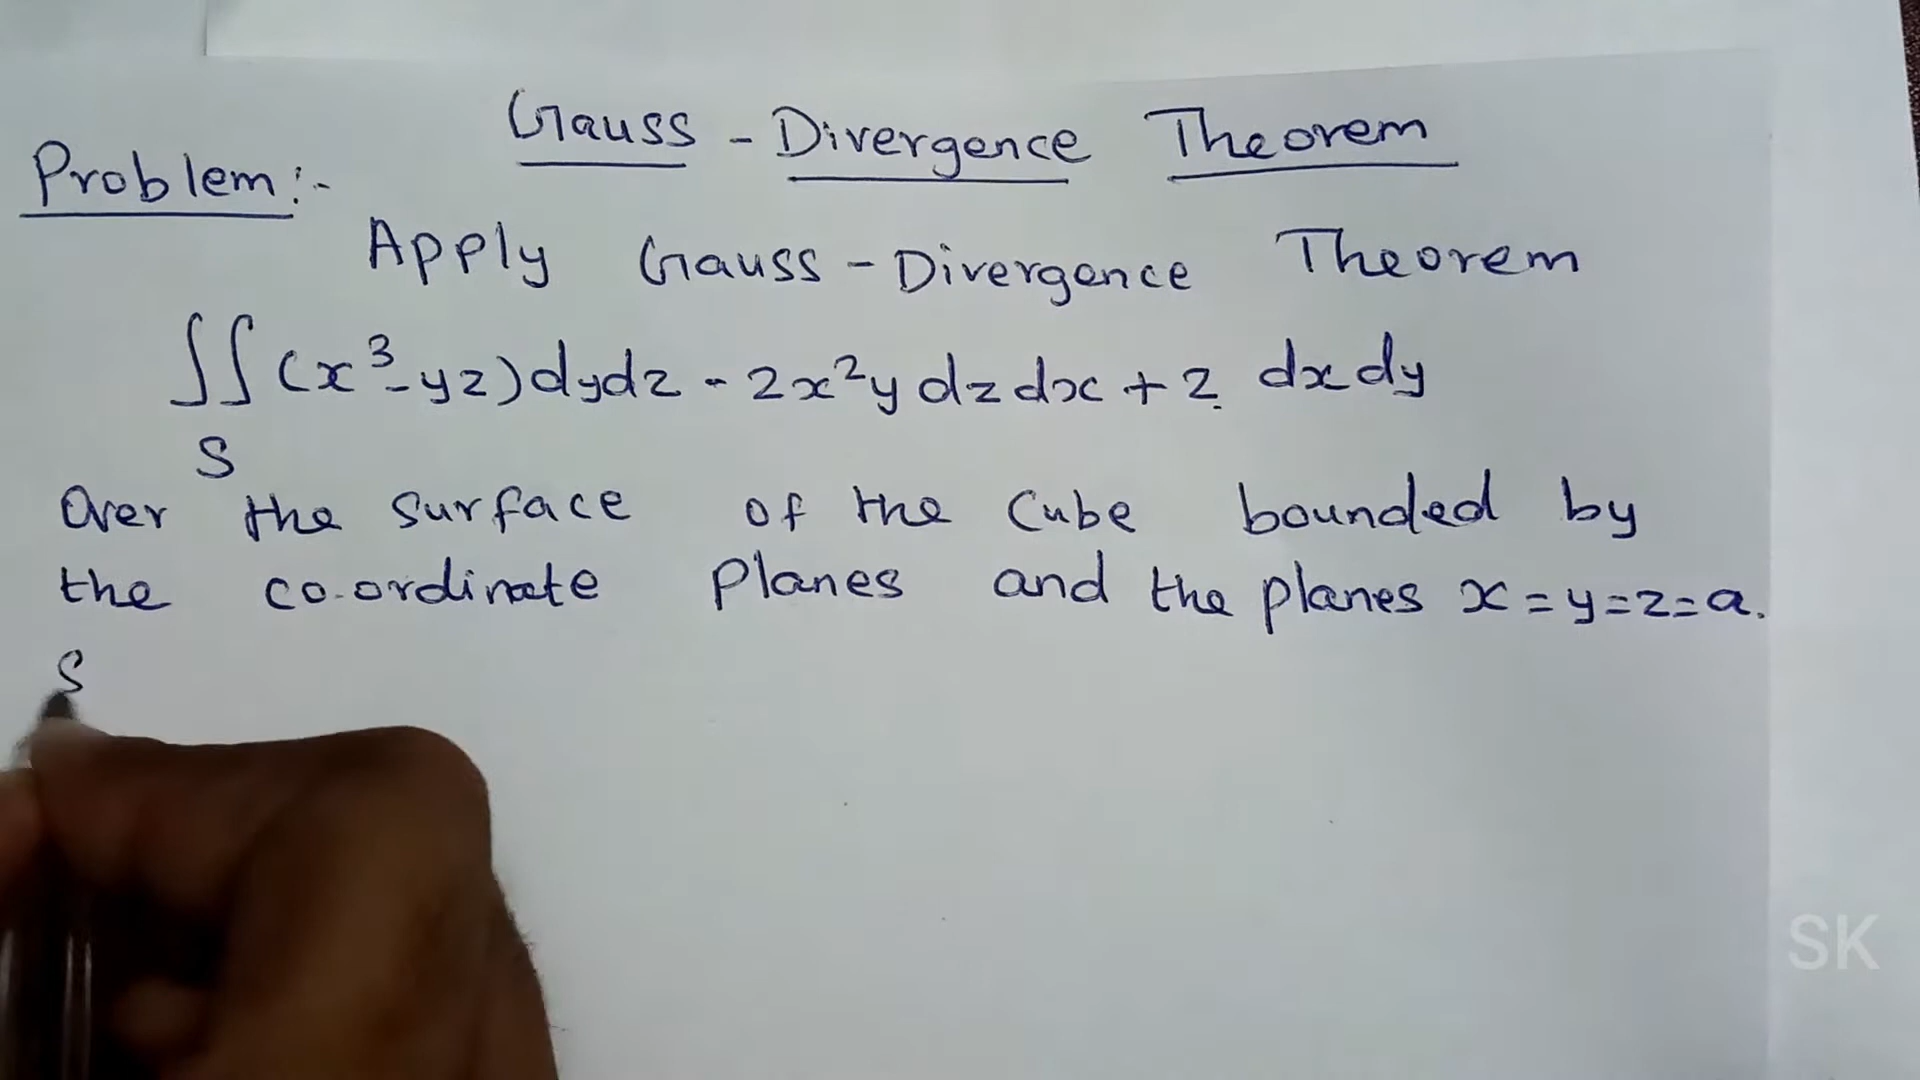 Gauss - Divergence Theorem
Problem:-
Apply Gauss - Divergence Theorem
∬ (x³-yz)dydz - 2x²y dzdx + z dxdy
S
Over the surface of the Cube bounded by
the co-ordinate Planes and the planes x=y=z=a.
S
SK